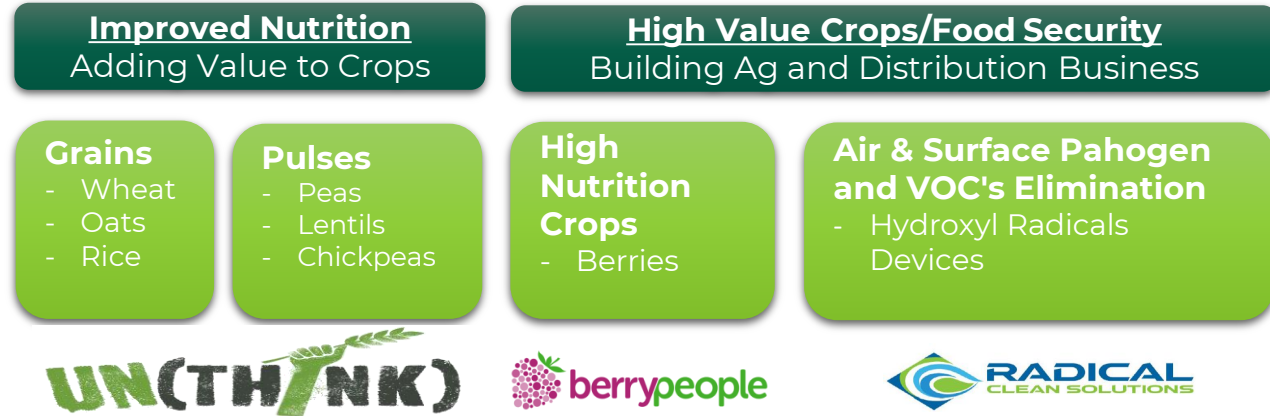 Improved Nutrition
Adding Value to Crops
High Value Crops/Food Security
Building Ag and Distribution Business
Grains
- Wheat
- Oats
- Rice
Pulses
- Peas
- Lentils
- Chickpeas
High
Nutrition
Crops
- Berries
Air & Surface Pahogen
and VOC's Elimination
- Hydroxyl Radicals
Devices
UN(THINK)
berrypeople
RADICAL
CLEAN SOLUTIONS